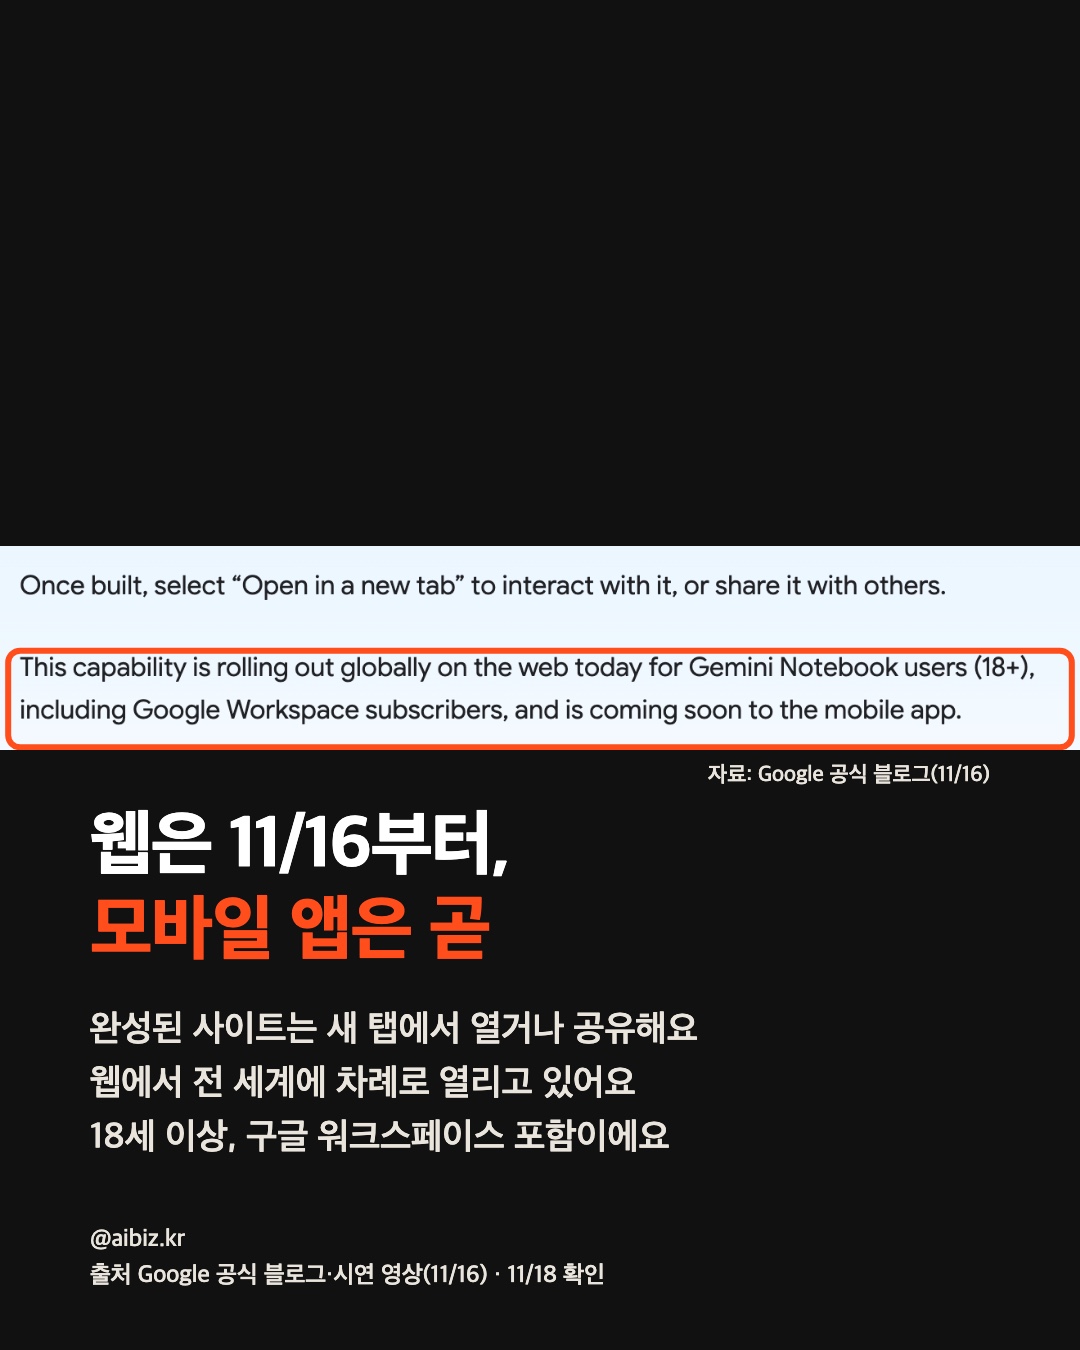 Once built, select “Open in a new tab” to interact with it, or share it with others.
This capability is rolling out globally on the web today for Gemini Notebook users (18+),
including Google Workspace subscribers, and is coming soon to the mobile app.
자료: Google 공식 블로그(11/16)
웹은 11/16부터,
모바일 앱은 곧
완성된 사이트는 새 탭에서 열거나 공유해요
웹에서 전 세계에 차례로 열리고 있어요
18세 이상, 구글 워크스페이스 포함이에요
@aibiz.kr
출처 Google 공식 블로그·시연 영상(11/16) · 11/18 확인